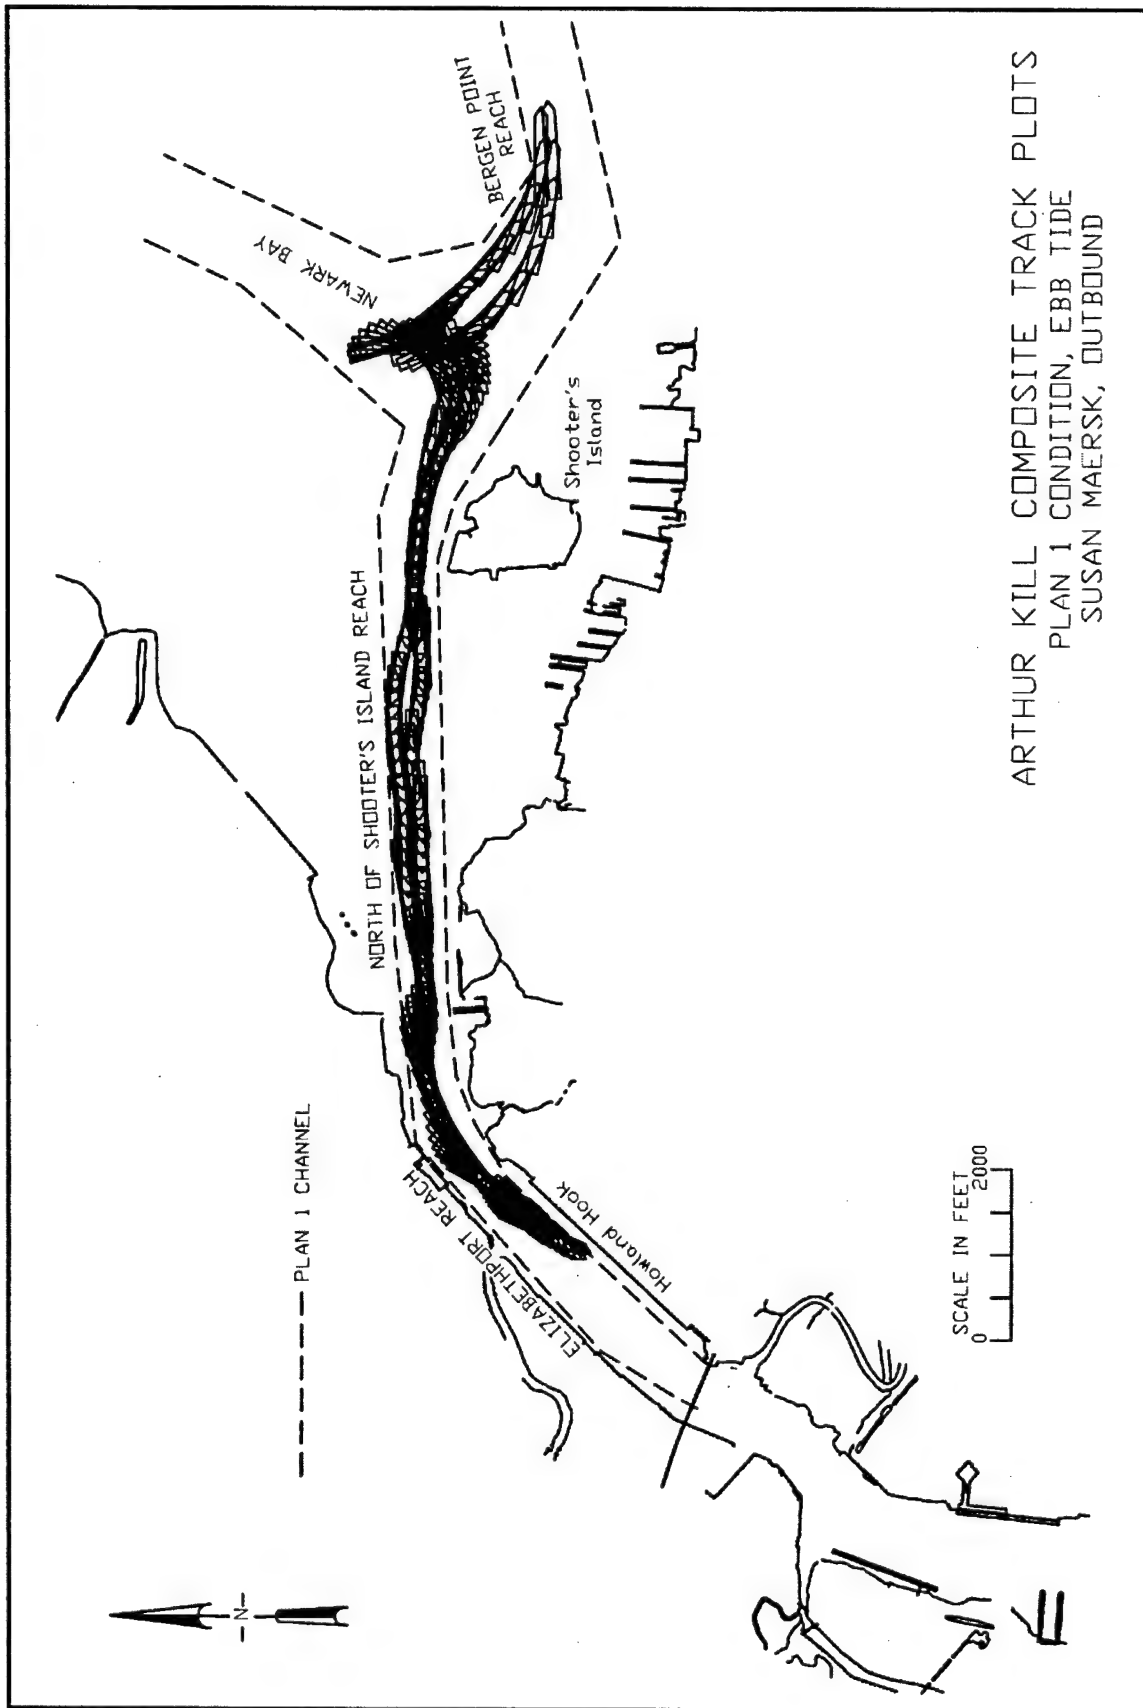 BERGEN POINT
REACH
NEWARK BAY
Shooter's
Island
NORTH OF SHOOTER'S ISLAND REACH
PLAN 1 CHANNEL
ELIZABETHPORT REACH
Howland Hook
SCALE IN FEET
0 2000
-N-
ARTHUR KILL COMPOSITE TRACK PLOTS
PLAN 1 CONDITION, EBB TIDE
SUSAN MAERSK, OUTBOUND